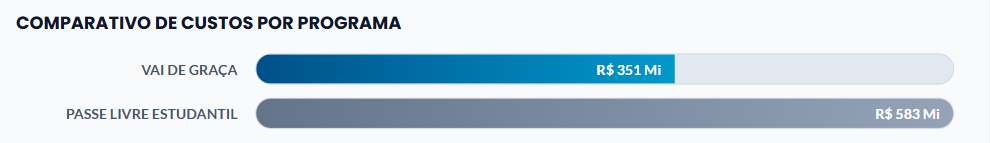 COMPARATIVO DE CUSTOS POR PROGRAMA
VAI DE GRAÇA R$ 351 Mi
PASSE LIVRE ESTUDANTIL R$ 583 Mi